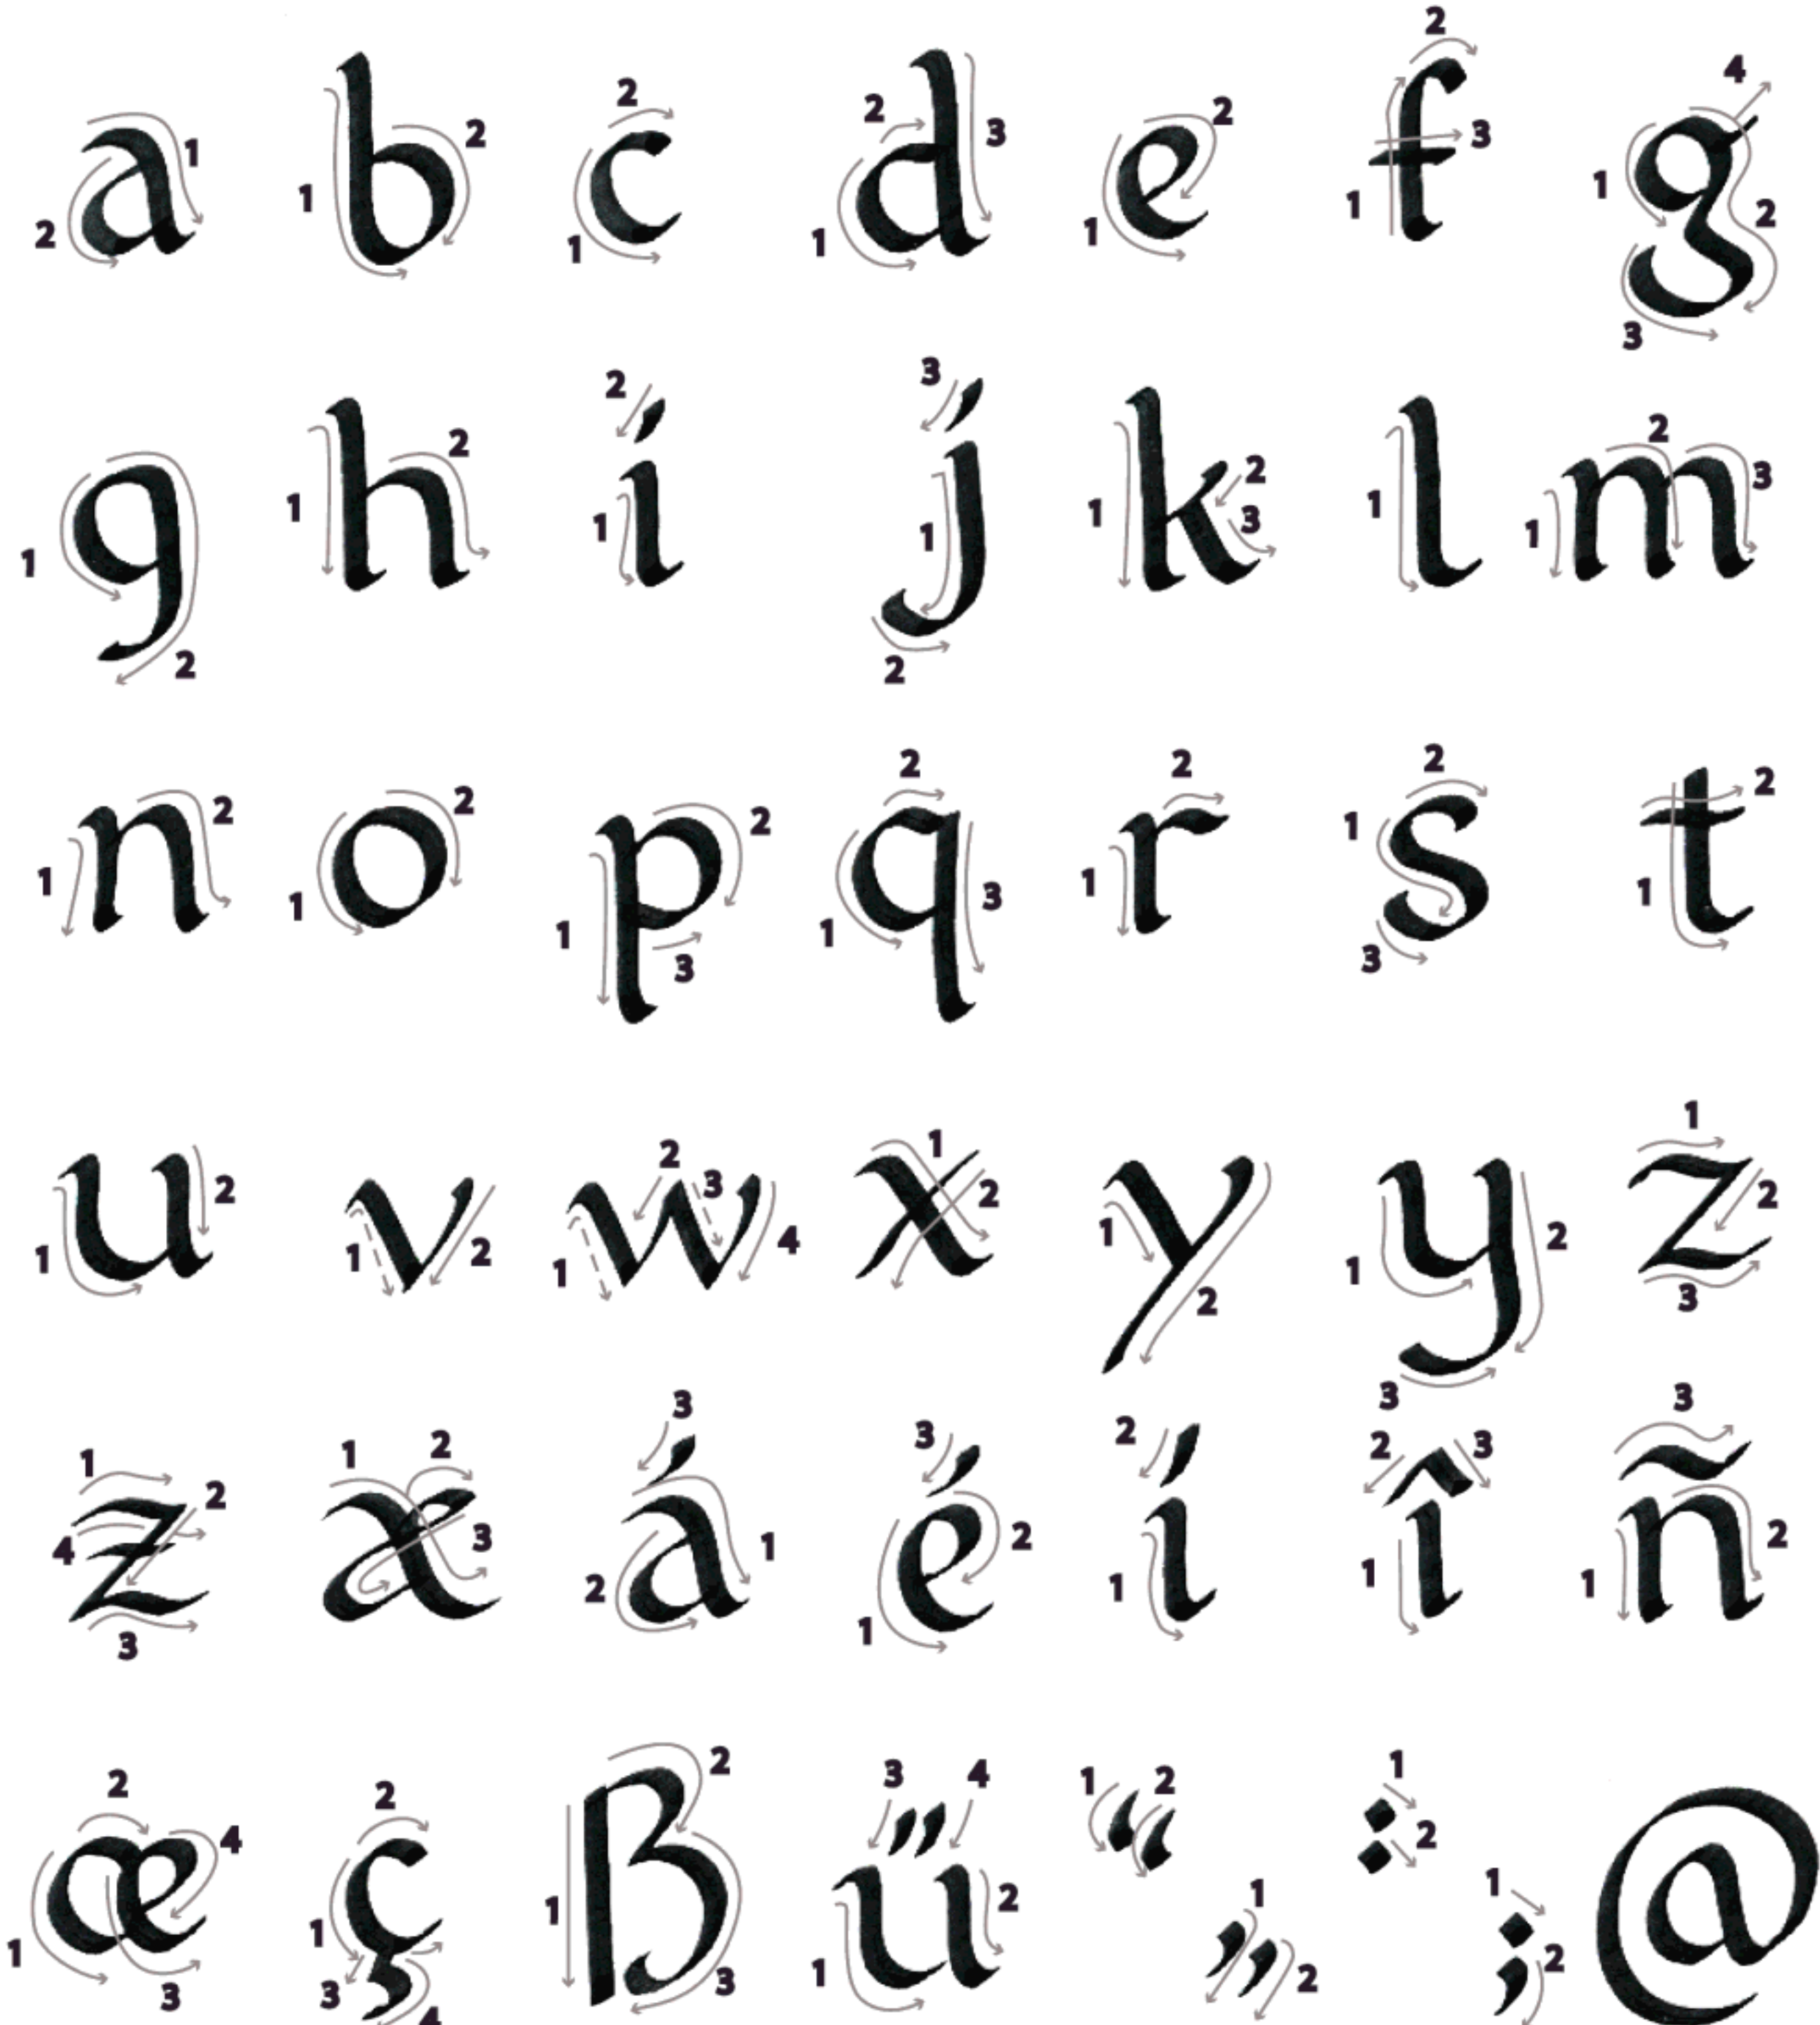 a b c d e f g
g h i j k l m
n o p q r s t
u v w x y y z
z x á é í î ñ
æ ç ß ü “ ” : ; @